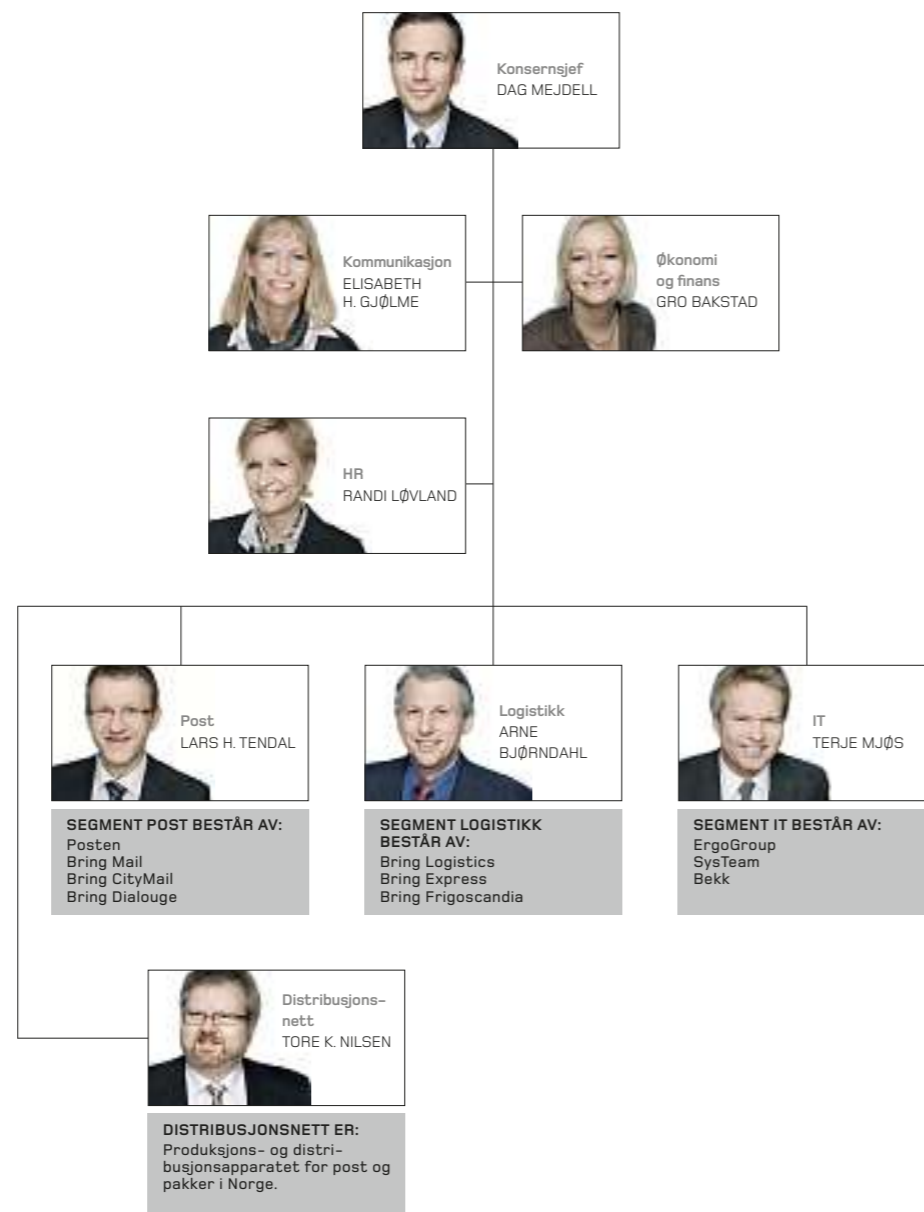 Konsernsjef
DAG MEJDELL
Kommunikasjon
ELISABETH
H. GJØLME
Økonomi
og finans
GRO BAKSTAD
HR
RANDI LØVLAND
Post
LARS H. TENDAL
Logistikk
ARNE
BJØRNDAHL
IT
TERJE MJØS
SEGMENT POST BESTÅR AV:
Posten
Bring Mail
Bring CityMail
Bring Dialouge
SEGMENT LOGISTIKK
BESTÅR AV:
Bring Logistics
Bring Express
Bring Frigoscandia
SEGMENT IT BESTÅR AV:
ErgoGroup
SysTeam
Bekk
Distribusjons-
nett
TORE K. NILSEN
DISTRIBUSJONSNETT ER:
Produksjons- og distri-
busjonsapparatet for post og
pakker i Norge.